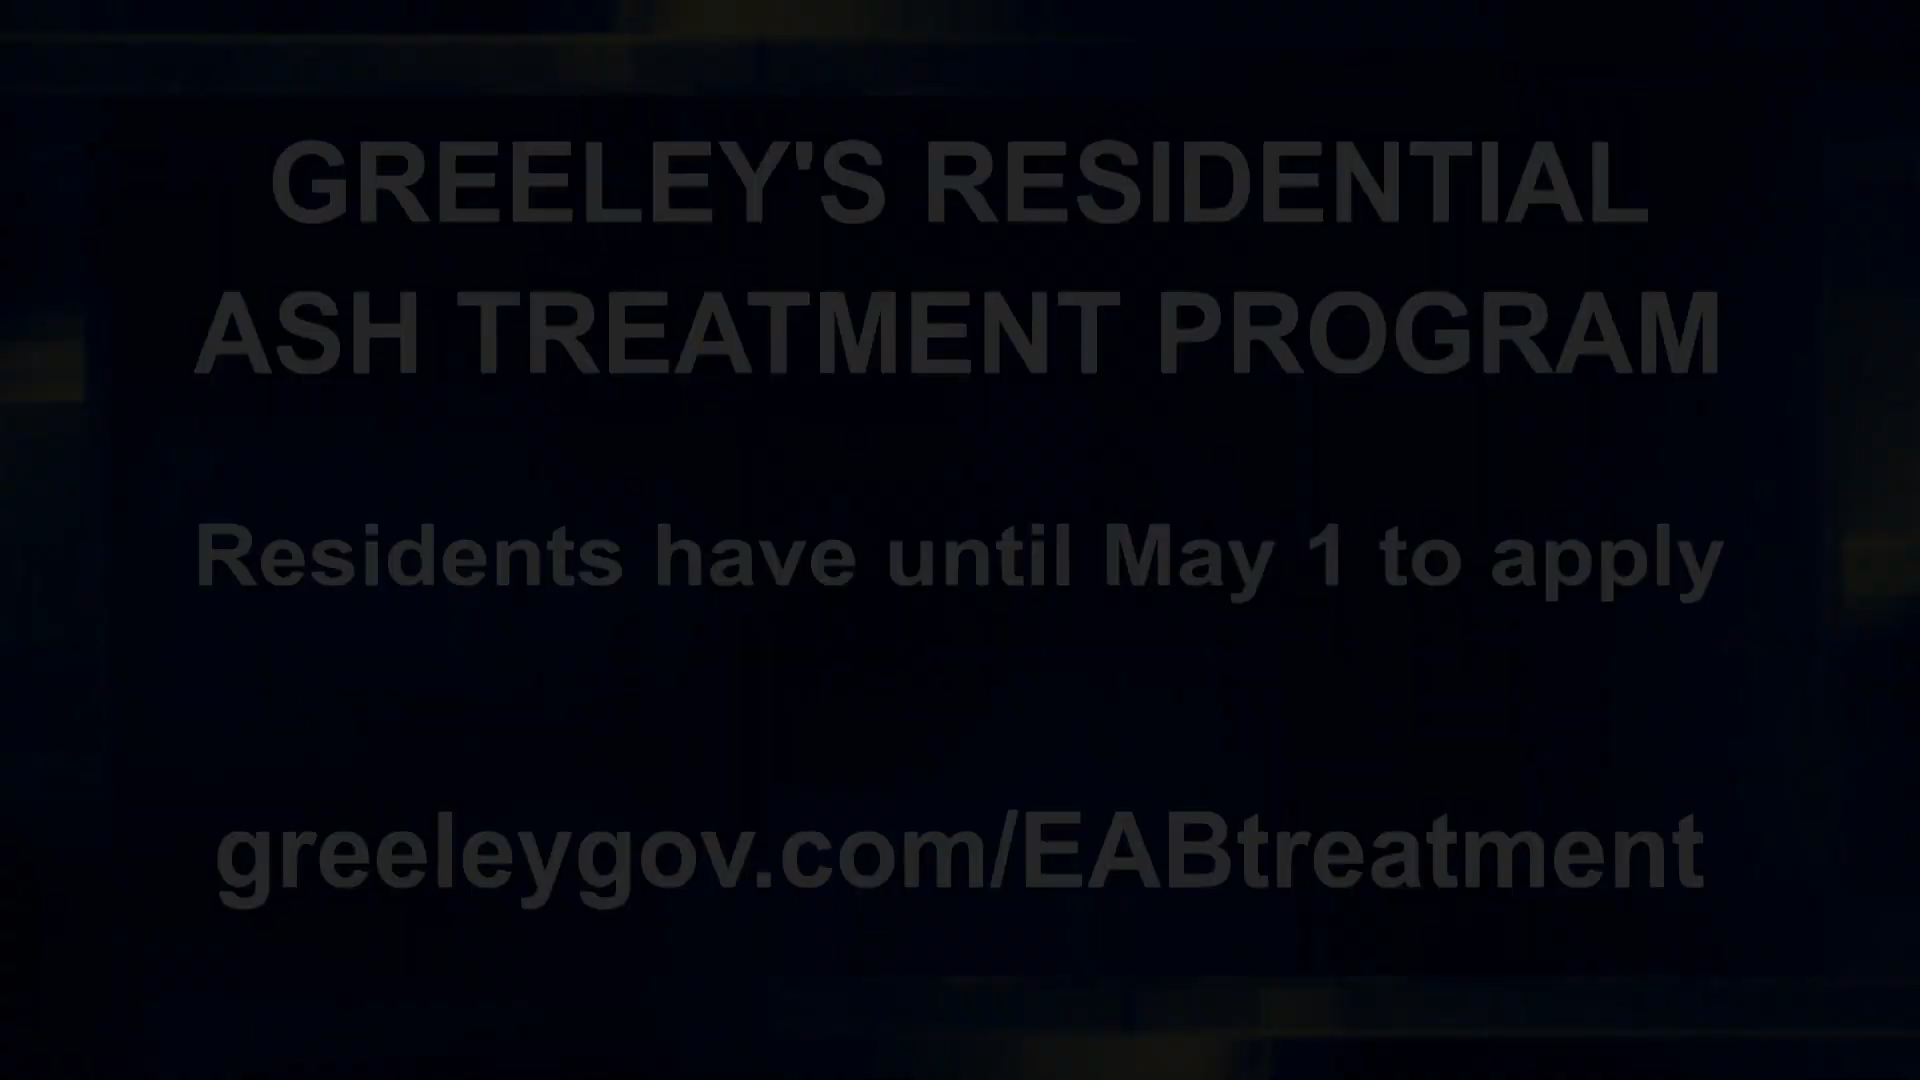 GREELEY'S RESIDENTIAL
ASH TREATMENT PROGRAM
Residents have until May 1 to apply
greeleygov.com/EABtreatment